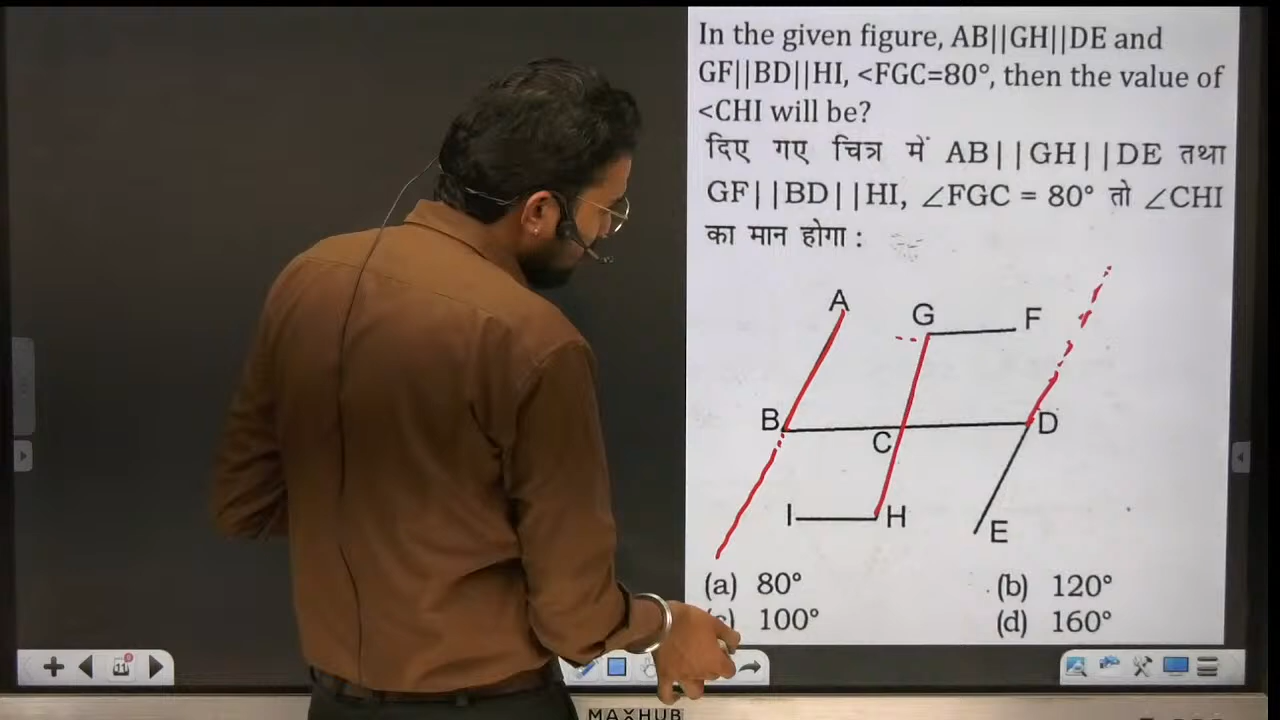 In the given figure, AB||GH||DE and
GF||BD||HI, <FGC=80°, then the value of
<CHI will be?
दिए गए चित्र में AB||GH||DE तथा
GF||BD||HI, ∠FGC = 80° तो ∠CHI
का मान होगा :
A
G
F
B
C
D
I
H
E
(a) 80°
(b) 120°
(c) 100°
(d) 160°
11
MAXHUB